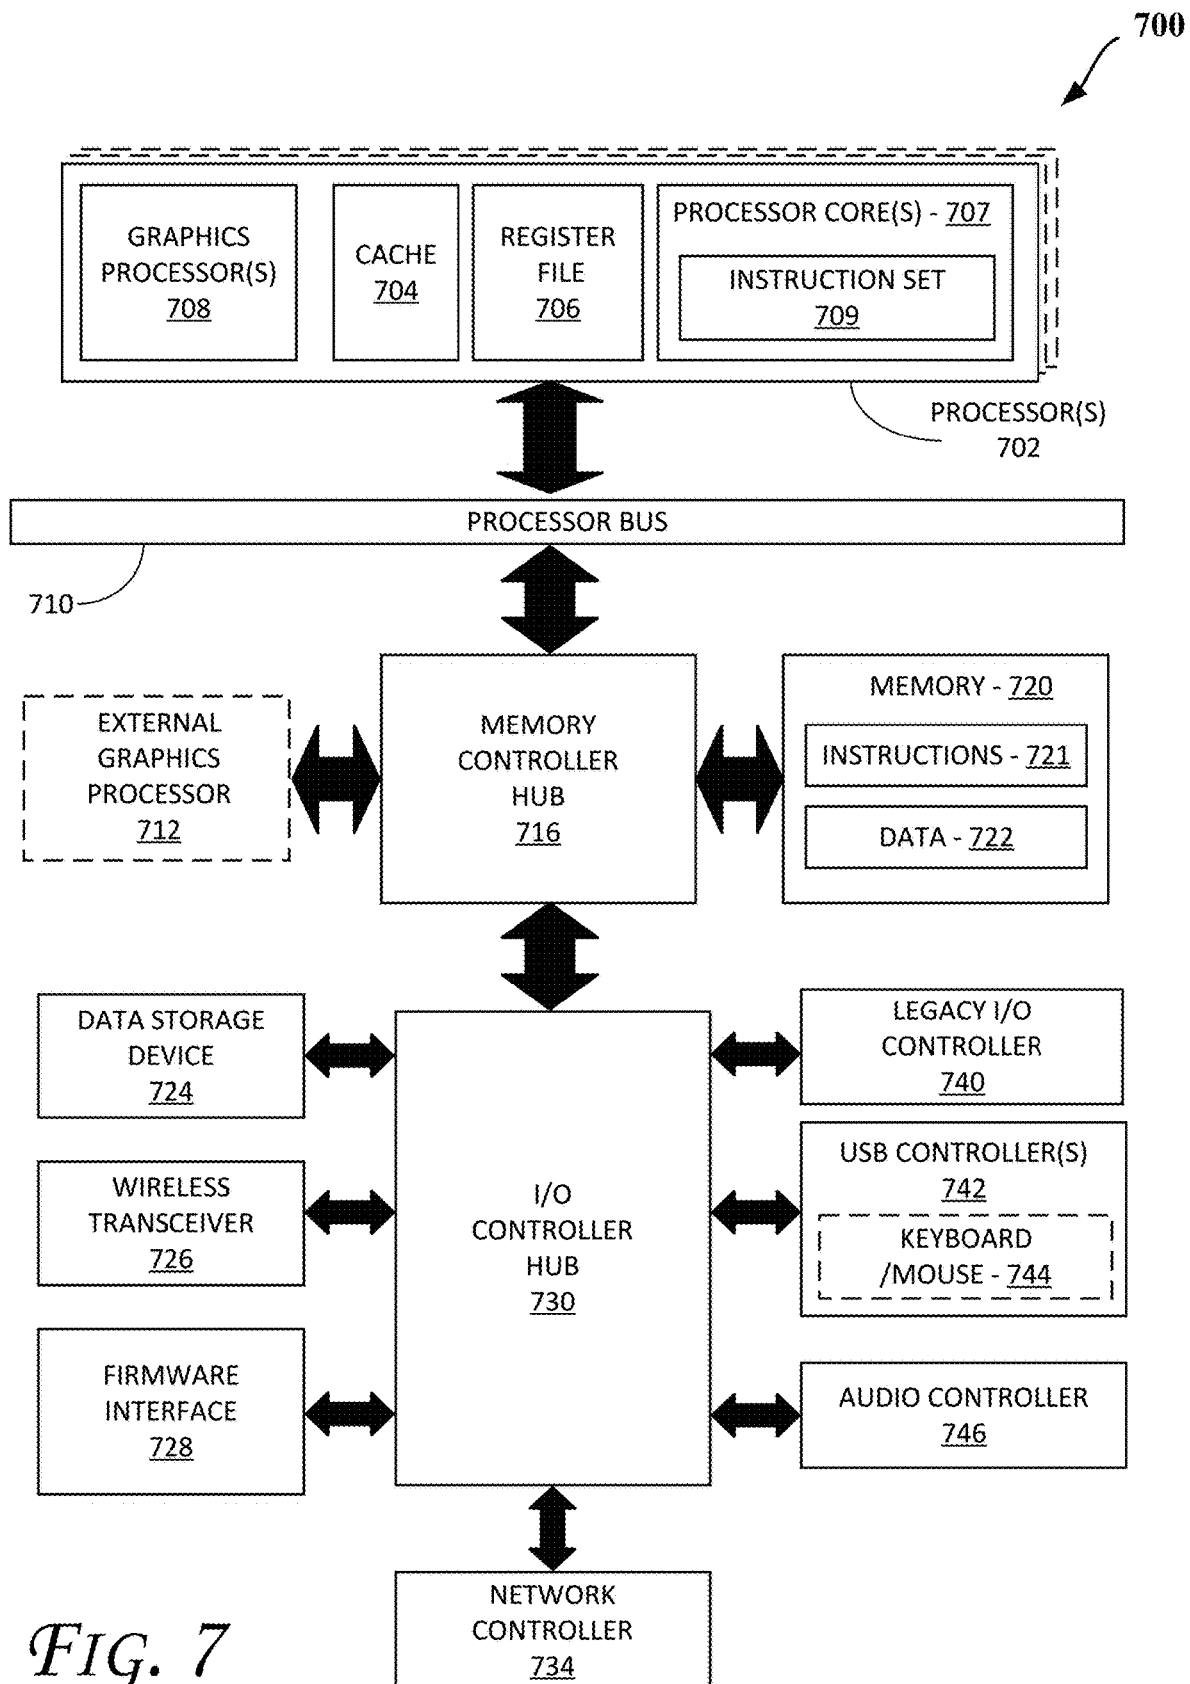 700
GRAPHICS
PROCESSOR(S)
708
CACHE
704
REGISTER
FILE
706
PROCESSOR CORE(S) - 707
INSTRUCTION SET
709
PROCESSOR(S)
702
PROCESSOR BUS
710
EXTERNAL
GRAPHICS
PROCESSOR
712
MEMORY
CONTROLLER
HUB
716
MEMORY - 720
INSTRUCTIONS - 721
DATA - 722
DATA STORAGE
DEVICE
724
WIRELESS
TRANSCEIVER
726
FIRMWARE
INTERFACE
728
I/O
CONTROLLER
HUB
730
LEGACY I/O
CONTROLLER
740
USB CONTROLLER(S)
742
KEYBOARD
/MOUSE - 744
AUDIO CONTROLLER
746
NETWORK
CONTROLLER
734
FIG. 7